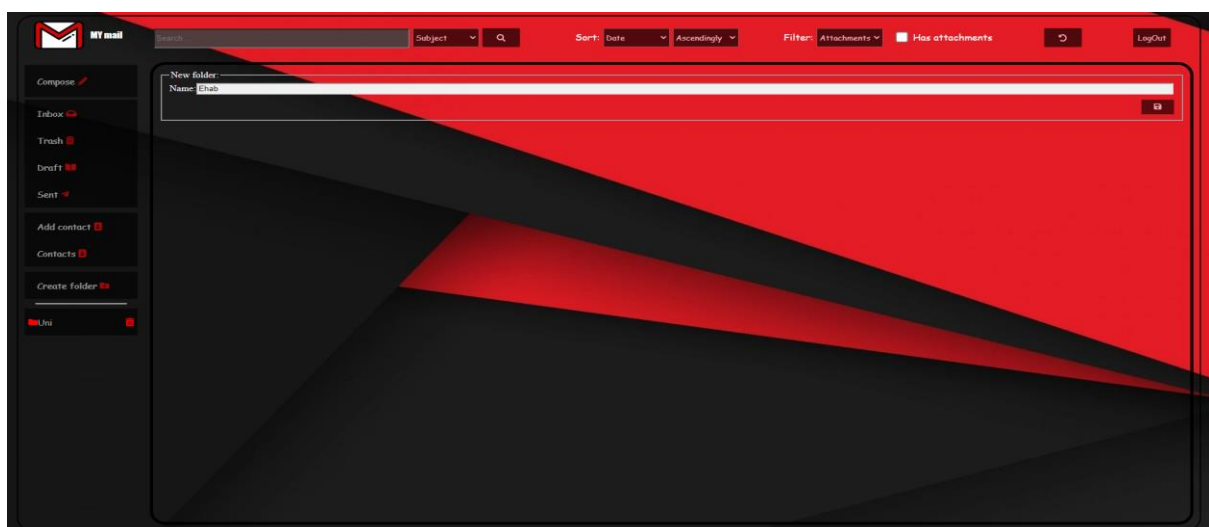 MY mail
Search...
Subject
Sort: Date Ascendingly
Filter: Attachments Has attachments
LogOut
Compose
Inbox
Trash
Draft
Sent
Add contact
Contacts
Create folder
Uni
New folder:
Name: Ehab